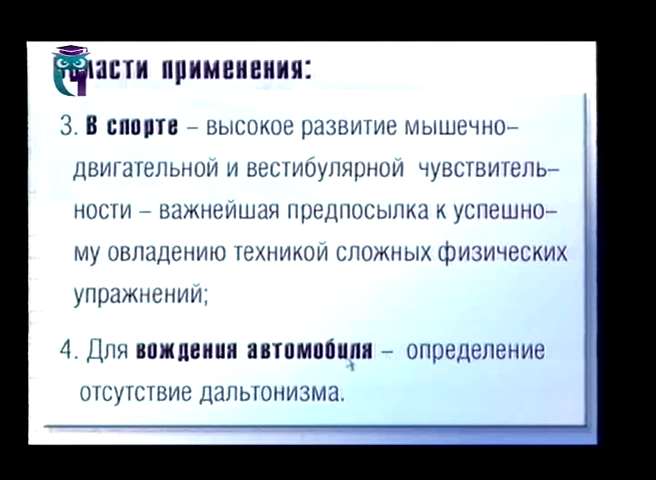 ласти применения:
3. В спорте – высокое развитие мышечно–
двигательной и вестибулярной чувствитель–
ности – важнейшая предпосылка к успешно–
му овладению техникой сложных физических
упражнений;
4. Для вождения автомобиля – определение
отсутствие дальтонизма.